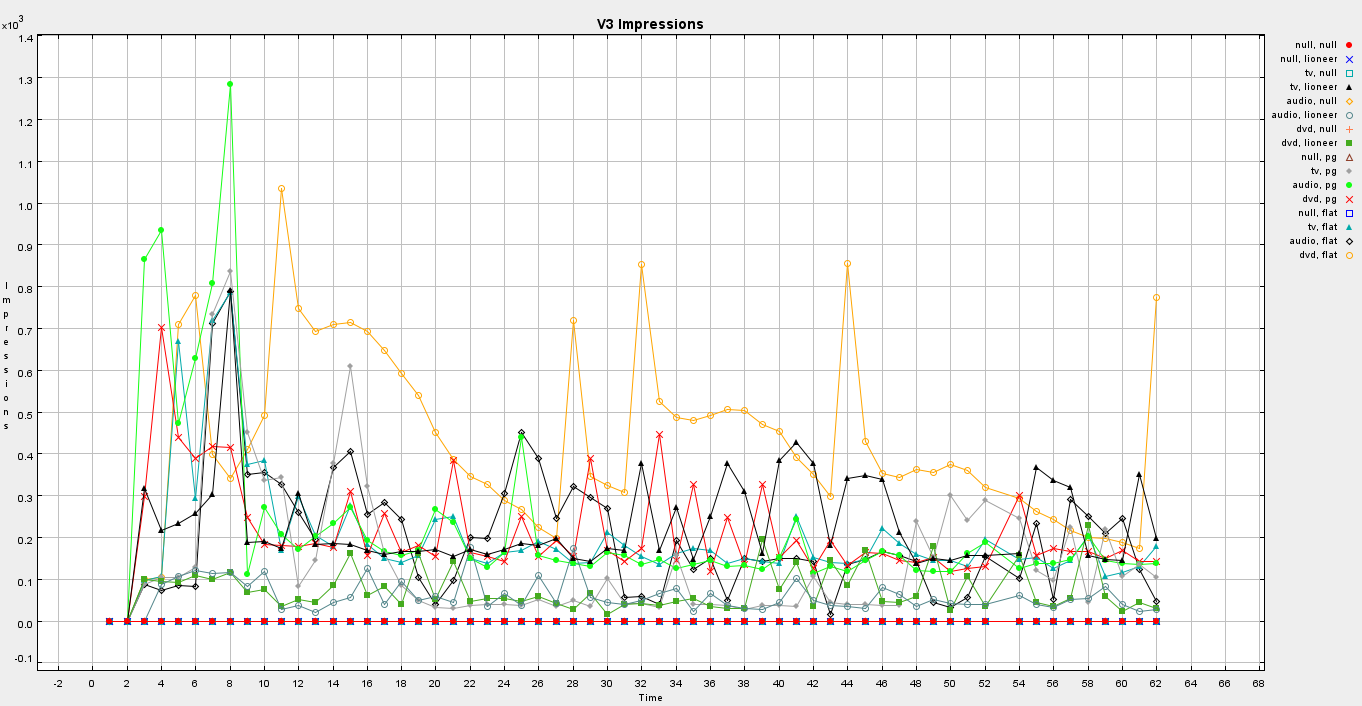 V3 Impressions
x10^3
1.4
1.3
1.2
1.1
1.0
0.9
0.8
0.7
0.6
0.5
0.4
0.3
0.2
0.1
0.0
-0.1
Impressions
-2 0 2 4 6 8 10 12 14 16 18 20 22 24 26 28 30 32 34 36 38 40 42 44 46 48 50 52 54 56 58 60 62 64 66 68
Time
null, null
null, lioneer
tv, null
tv, lioneer
audio, null
audio, lioneer
dvd, null
dvd, lioneer
null, pg
tv, pg
audio, pg
dvd, pg
null, flat
tv, flat
audio, flat
dvd, flat